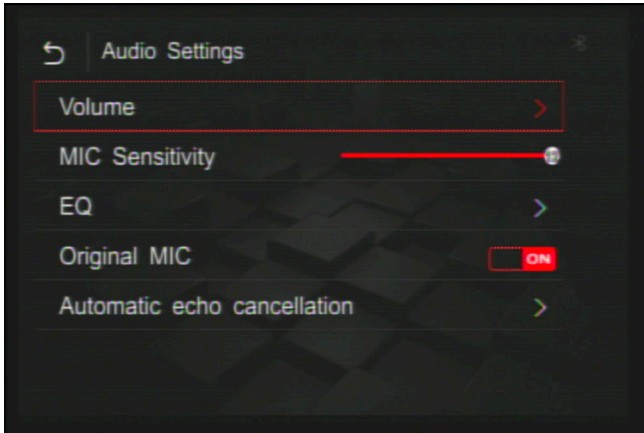 Audio Settings
Volume
MIC Sensitivity
EQ
Original MIC
ON
Automatic echo cancellation